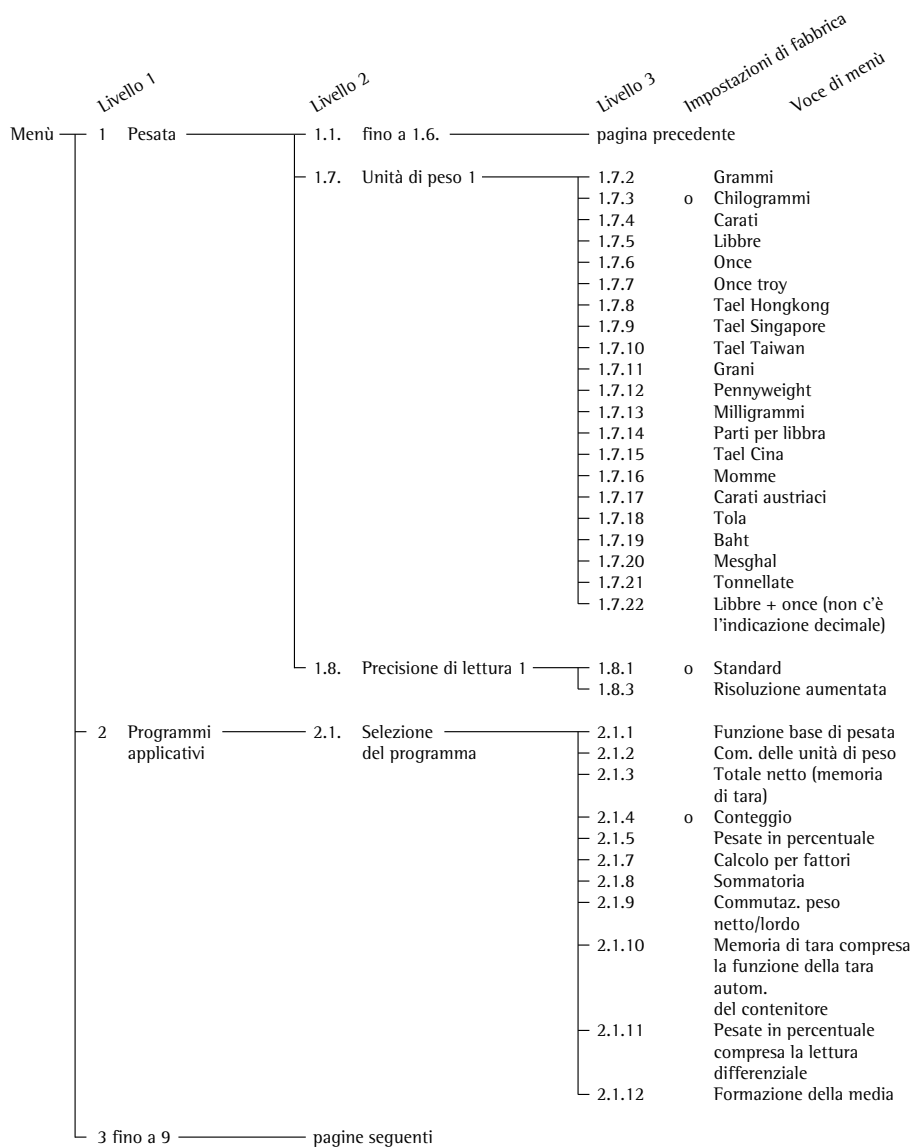 Livello 1 Livello 2 Livello 3 Impostazioni di fabbrica Voce di menù
Menù 1 Pesata 1.1. fino a 1.6. pagina precedente
1.7. Unità di peso 1 1.7.2 Grammi
1.7.3 o Chilogrammi
1.7.4 Carati
1.7.5 Libbre
1.7.6 Once
1.7.7 Once troy
1.7.8 Tael Hongkong
1.7.9 Tael Singapore
1.7.10 Tael Taiwan
1.7.11 Grani
1.7.12 Pennyweight
1.7.13 Milligrammi
1.7.14 Parti per libbra
1.7.15 Tael Cina
1.7.16 Momme
1.7.17 Carati austriaci
1.7.18 Tola
1.7.19 Baht
1.7.20 Mesghal
1.7.21 Tonnellate
1.7.22 Libbre + once (non c'è
l'indicazione decimale)
1.8. Precisione di lettura 1 1.8.1 o Standard
1.8.3 Risoluzione aumentata
2 Programmi 2.1. Selezione 2.1.1 Funzione base di pesata
applicativi del programma 2.1.2 Com. delle unità di peso
2.1.3 Totale netto (memoria
di tara)
2.1.4 o Conteggio
2.1.5 Pesate in percentuale
2.1.7 Calcolo per fattori
2.1.8 Sommatoria
2.1.9 Commutaz. peso
netto/lordo
2.1.10 Memoria di tara compresa
la funzione della tara
autom.
del contenitore
2.1.11 Pesate in percentuale
compresa la lettura
differenziale
2.1.12 Formazione della media
3 fino a 9 pagine seguenti